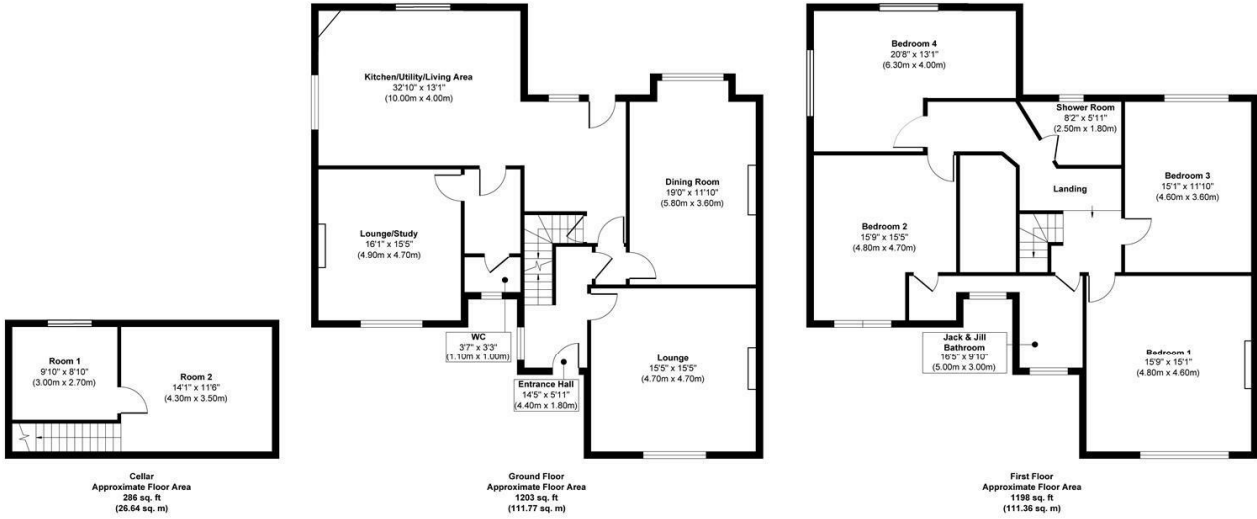 Room 1
9'10" x 8'10"
(3.00m x 2.70m)
Room 2
14'1" x 11'6"
(4.30m x 3.50m)
Cellar
Approximate Floor Area
286 sq. ft
(26.64 sq. m)
Kitchen/Utility/Living Area
32'10" x 13'1"
(10.00m x 4.00m)
Dining Room
19'0" x 11'10"
(5.80m x 3.60m)
Lounge/Study
16'1" x 15'5"
(4.90m x 4.70m)
WC
3'7" x 3'3"
(1.10m x 1.00m)
Entrance Hall
14'5" x 5'11"
(4.40m x 1.80m)
Lounge
15'5" x 15'5"
(4.70m x 4.70m)
Ground Floor
Approximate Floor Area
1203 sq. ft
(111.77 sq. m)
Bedroom 4
20'8" x 13'1"
(6.30m x 4.00m)
Shower Room
8'2" x 5'11"
(2.50m x 1.80m)
Bedroom 3
15'1" x 11'10"
(4.60m x 3.60m)
Landing
Bedroom 2
15'9" x 15'5"
(4.80m x 4.70m)
Jack & Jill
Bathroom
16'5" x 9'10"
(5.00m x 3.00m)
Bedroom 1
15'9" x 15'1"
(4.80m x 4.60m)
First Floor
Approximate Floor Area
1198 sq. ft
(111.36 sq. m)